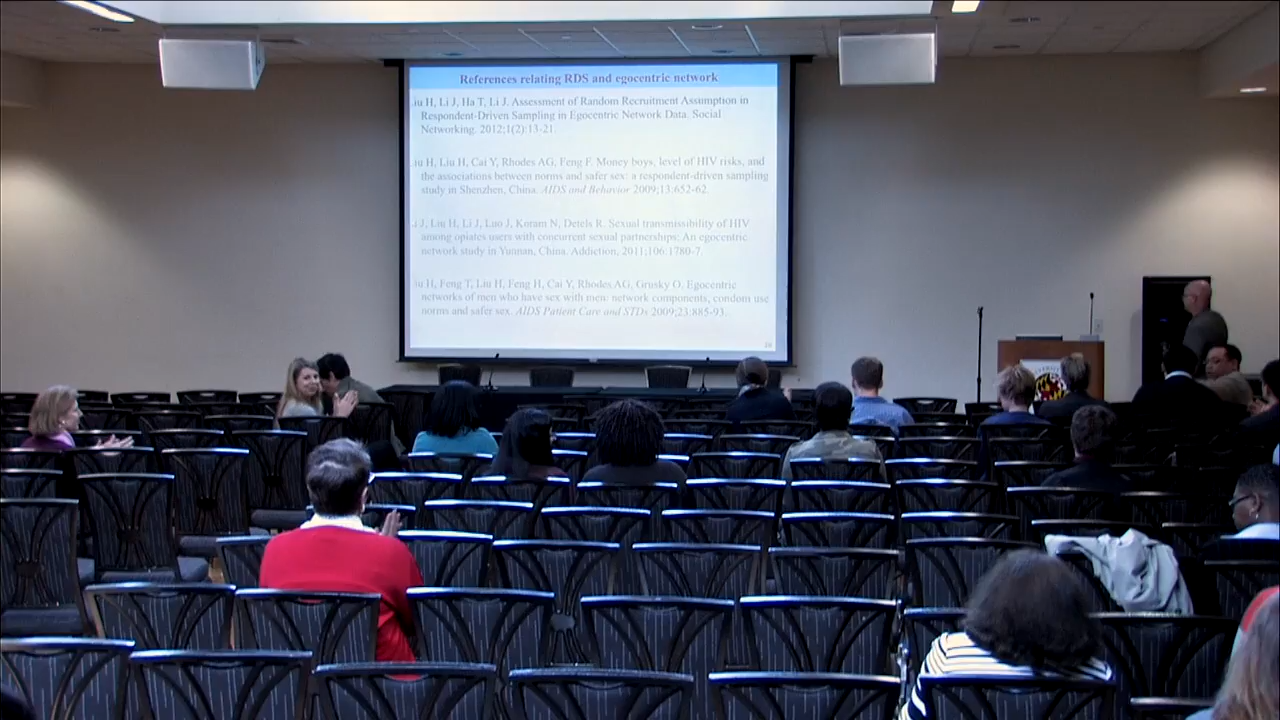 References relating RDS and egocentric network
iu H, Li J, Ha T, Li J. Assessment of Random Recruitment Assumption in
Respondent-Driven Sampling in Egocentric Network Data. Social
Networking. 2012;1(2):13-21.
iu H, Liu H, Cai Y, Rhodes AG, Feng F. Money boys, level of HIV risks, and
the associations between norms and safer sex: a respondent-driven sampling
study in Shenzhen, China. AIDS and Behavior 2009;13:652-62.
i J, Liu H, Li J, Luo J, Koram N, Detels R. Sexual transmissibility of HIV
among opiates users with concurrent sexual partnerships: An egocentric
network study in Yunnan, China. Addiction, 2011;106:1780-7.
iu H, Feng T, Liu H, Feng H, Cai Y, Rhodes AG, Grusky O. Egocentric
networks of men who have sex with men: network components, condom use
norms and safer sex. AIDS Patient Care and STDs 2009;23:885-93.